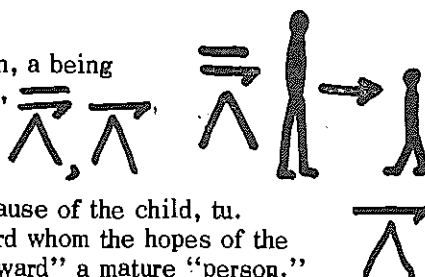 n, a being
,
ause of the child, tu.
rd whom the hopes of the
ward" a mature "person."